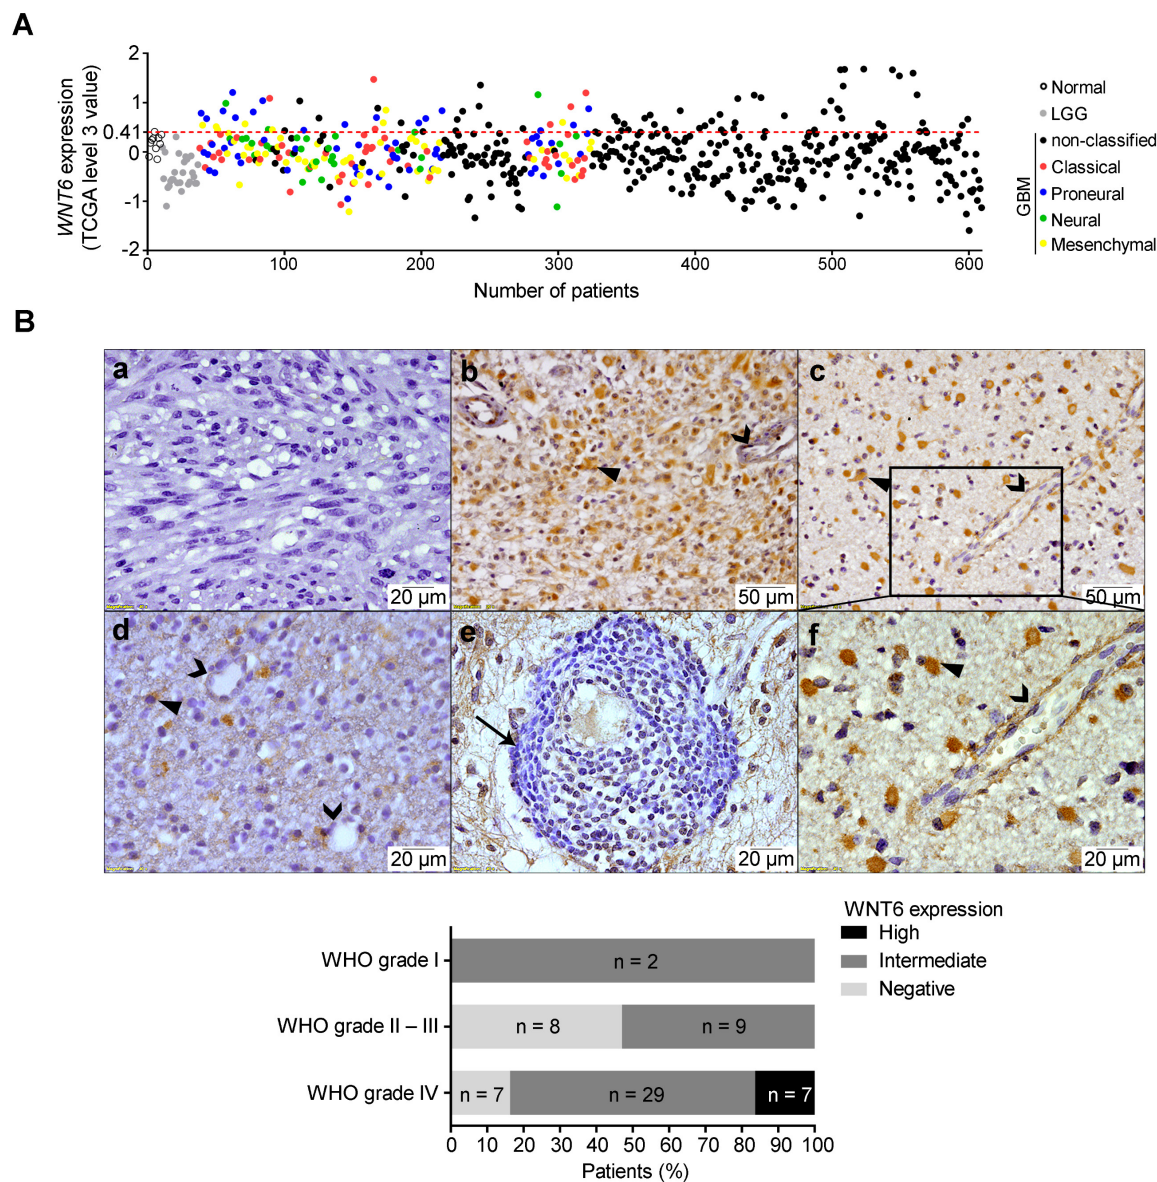 A
WNT6 expression
(TCGA level 3 value)
2
1
0.41
0
-1
-2
0
100
200
300
400
500
600
Number of patients
Normal
LGG
non-classified
Classical
Proneural
Neural
Mesenchymal
GBM
B
a
20 µm
b
50 µm
c
50 µm
d
20 µm
e
20 µm
f
20 µm
WNT6 expression
High
Intermediate
Negative
WHO grade I
n = 2
WHO grade II – III
n = 8
n = 9
WHO grade IV
n = 7
n = 29
n = 7
0 10 20 30 40 50 60 70 80 90 100
Patients (%)